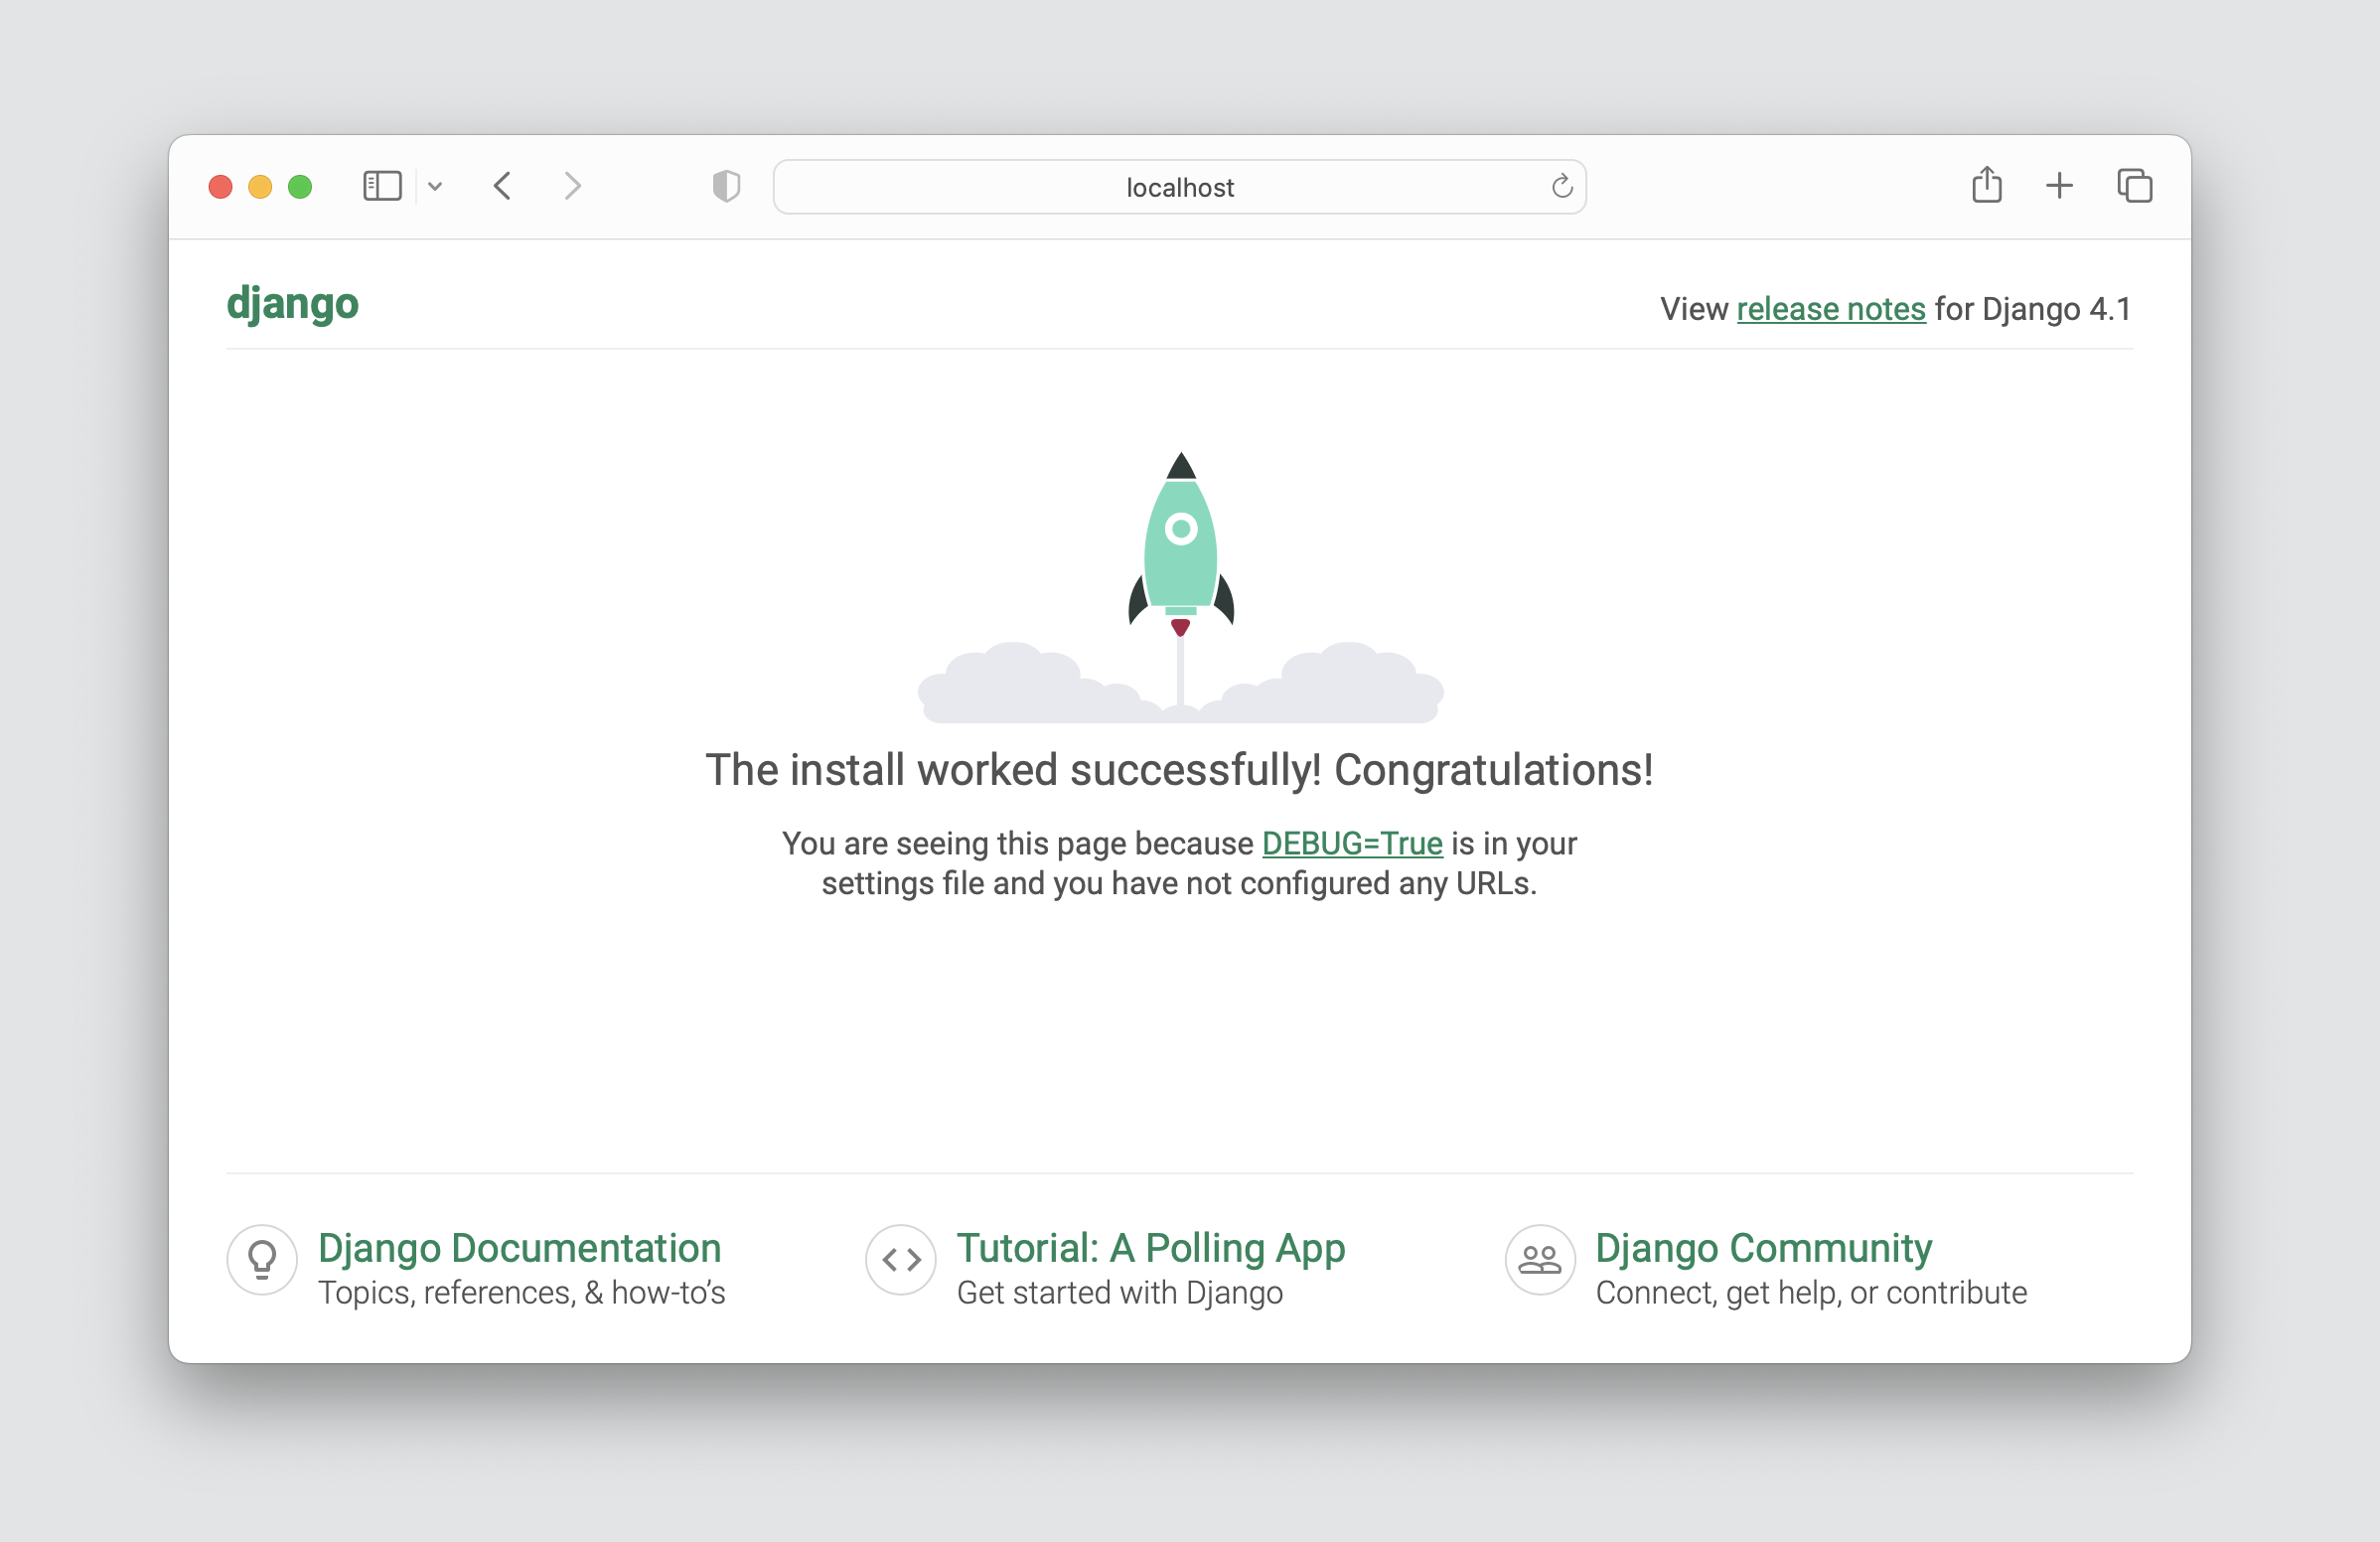 localhost
django
View release notes for Django 4.1
The install worked successfully! Congratulations!
You are seeing this page because DEBUG=True is in your
settings file and you have not configured any URLs.
Django Documentation
Topics, references, & how-to’s
Tutorial: A Polling App
Get started with Django
Django Community
Connect, get help, or contribute